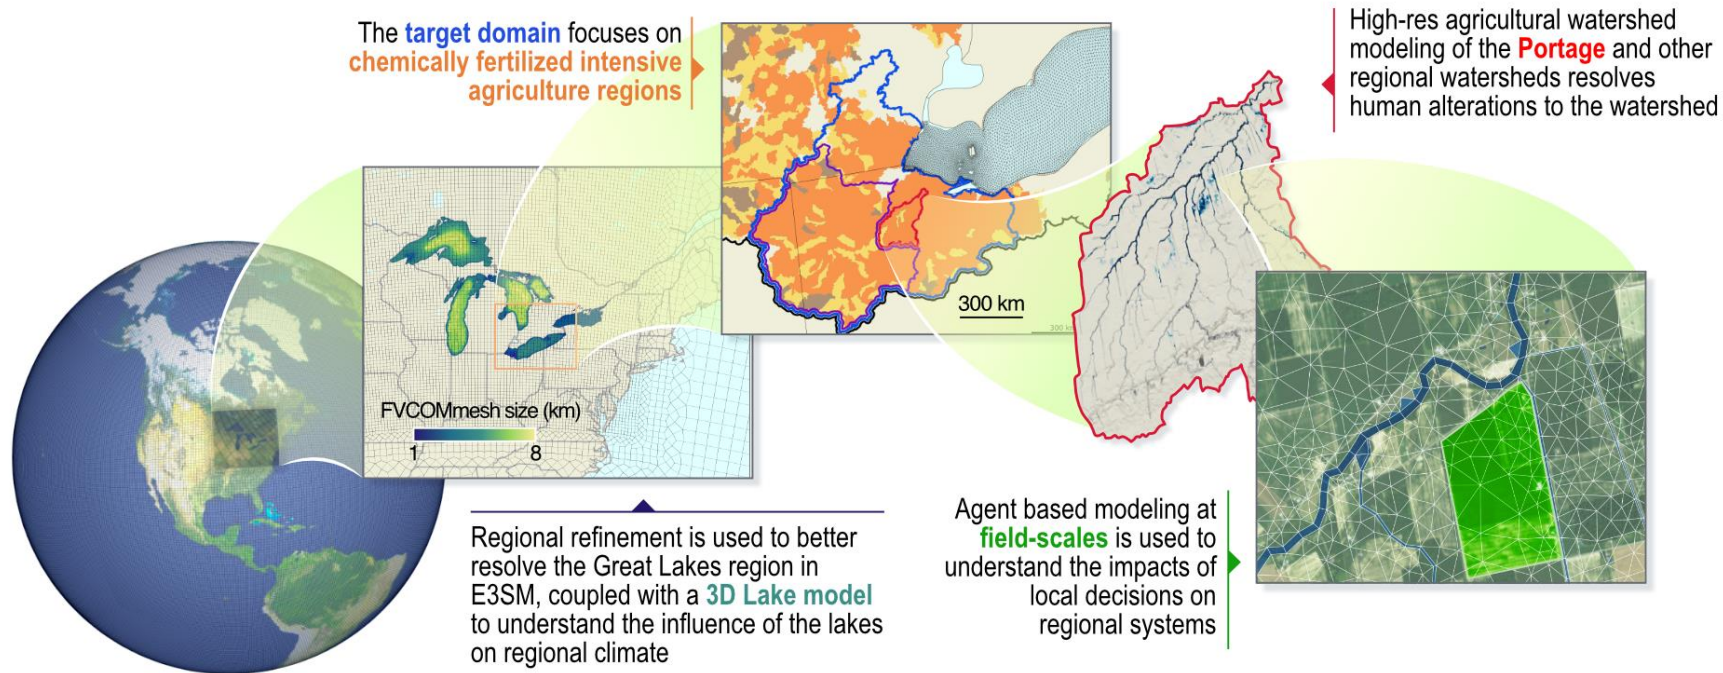 The target domain focuses on
chemically fertilized intensive
agriculture regions
High-res agricultural watershed
modeling of the Portage and other
regional watersheds resolves
human alterations to the watershed
300 km
300 km
FVCOMmesh size (km)
1 8
Regional refinement is used to better
resolve the Great Lakes region in
E3SM, coupled with a 3D Lake model
to understand the influence of the lakes
on regional climate
Agent based modeling at
field-scales is used to
understand the impacts of
local decisions on
regional systems